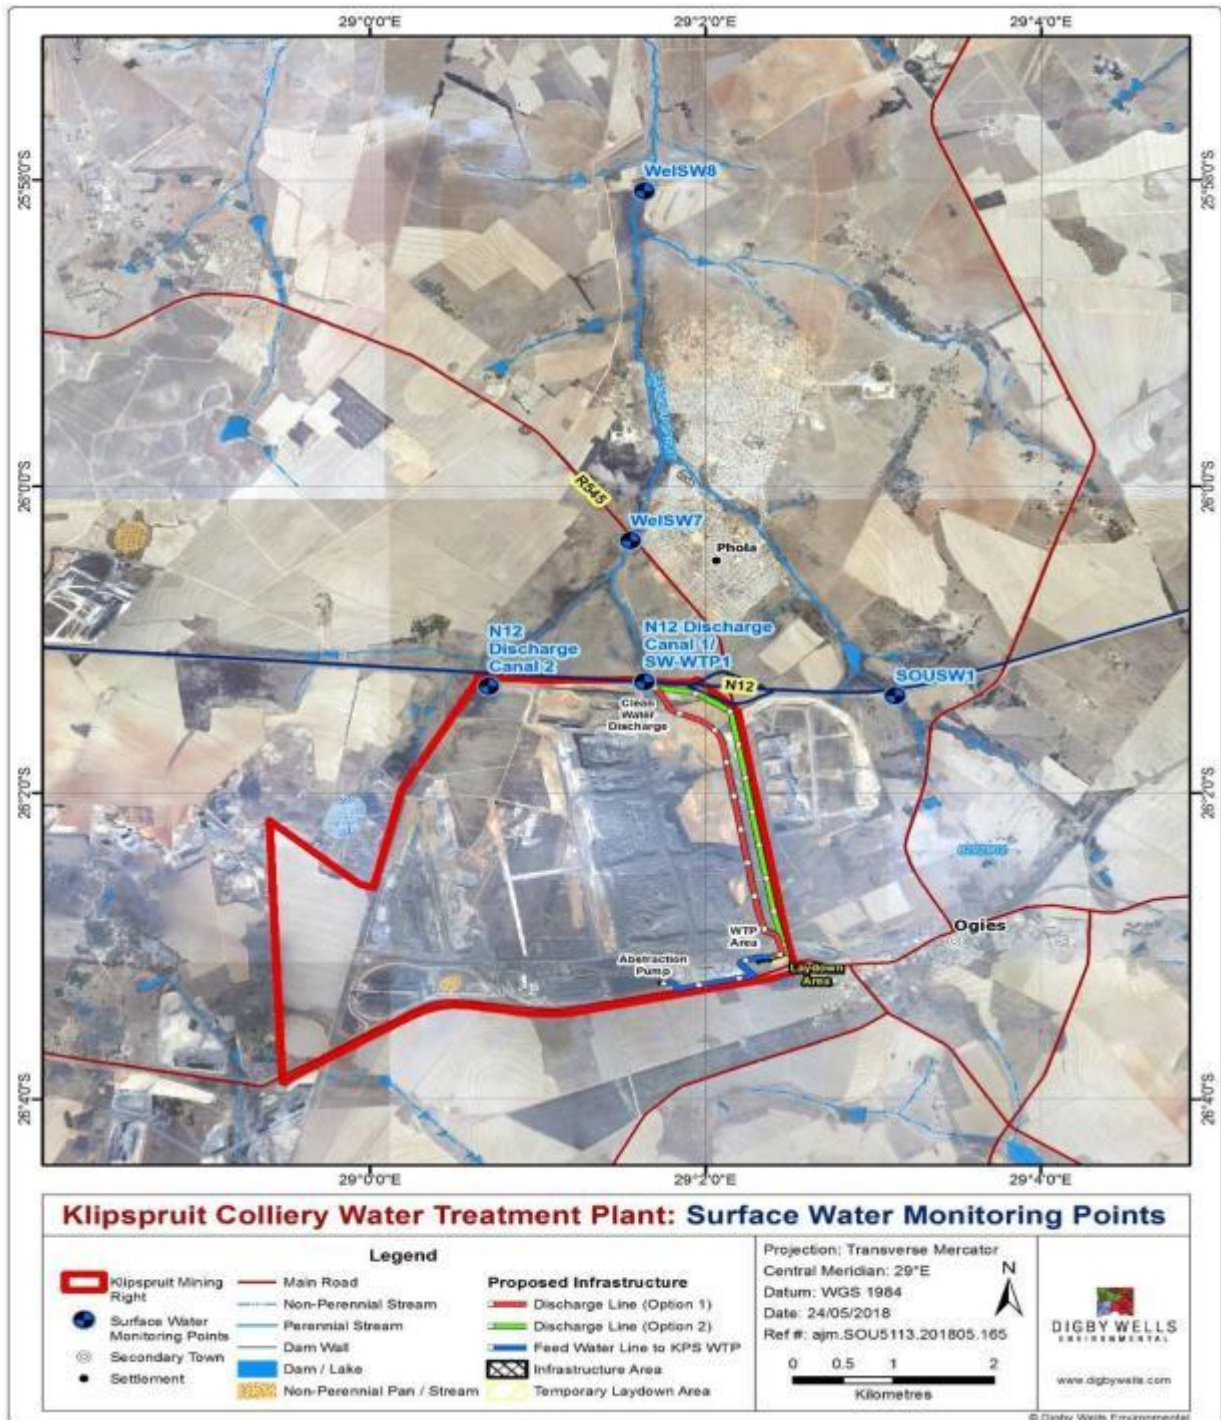 29°0'0"E
29°2'0"E
29°4'0"E
25°58'0"S
25°58'0"S
WelSW8
R545
26°0'0"S
26°0'0"S
WelSW7
Phola
N12
Discharge
Canal 2
N12 Discharge
Canal 1/
SW-WTP1
N12
SOUSW1
Clean
Water
Discharge
26°2'0"S
26°2'0"S
WTP
Area
Ogies
Abstraction
Pump
Laydown
Area
26°4'0"S
26°4'0"S
29°0'0"E
29°2'0"E
29°4'0"E
Klipspruit Colliery Water Treatment Plant: Surface Water Monitoring Points
Legend
Klipspruit Mining
Right
Surface Water
Monitoring Points
Secondary Town
Settlement
Main Road
Non-Perennial Stream
Perennial Stream
Dam Wall
Dam / Lake
Non-Perennial Pan / Stream
Proposed Infrastructure
Discharge Line (Option 1)
Discharge Line (Option 2)
Feed Water Line to KPS WTP
Infrastructure Area
Temporary Laydown Area
Projection: Transverse Mercator
Central Meridian: 29°E
Datum: WGS 1984
Date: 24/05/2018
Ref #: ajm.SOU5113.201805.165
N
0 0.5 1 2
Kilometres
DIGBY WELLS
ENVIRONMENTAL
www.digbywells.com
© Digby Wells Environmental